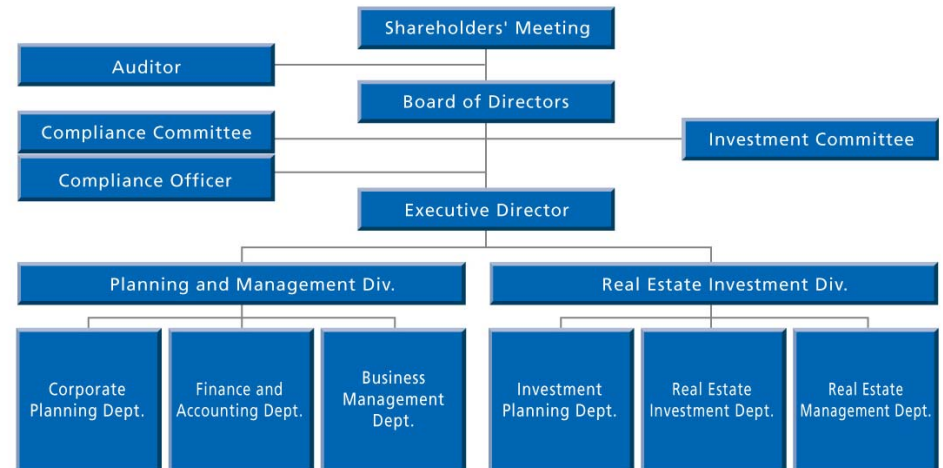 Shareholders' Meeting
Auditor
Board of Directors
Compliance Committee
Investment Committee
Compliance Officer
Executive Director
Planning and Management Div.
Real Estate Investment Div.
Corporate
Planning Dept.
Finance and
Accounting Dept.
Business
Management
Dept.
Investment
Planning Dept.
Real Estate
Investment Dept.
Real Estate
Management Dept.